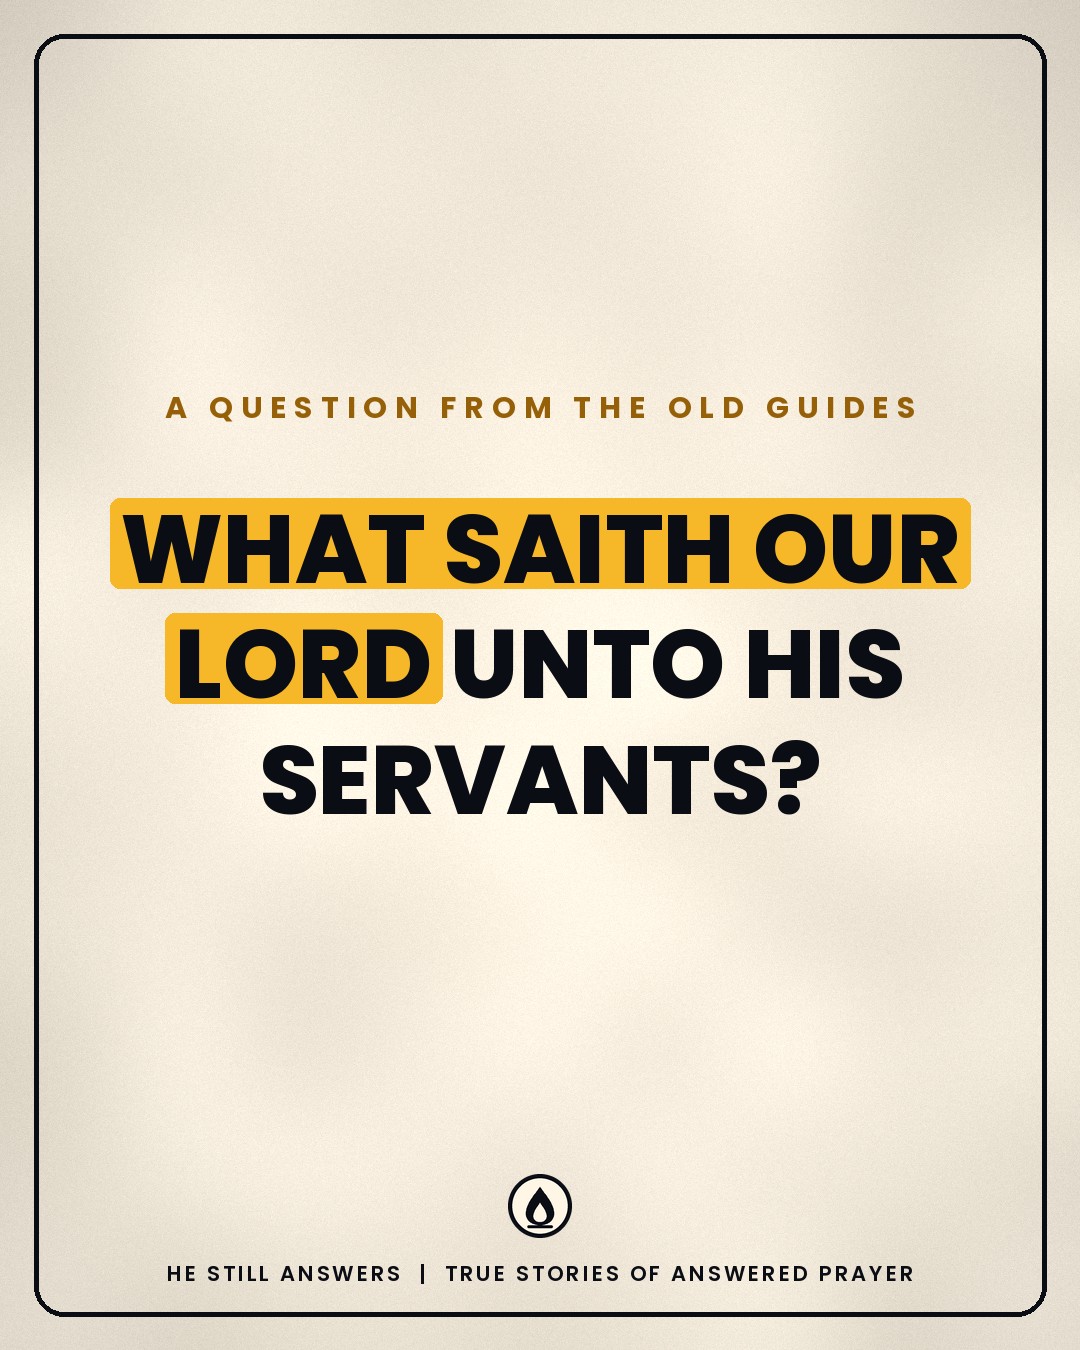 A QUESTION FROM THE OLD GUIDES
WHAT SAITH OUR
LORD UNTO HIS
SERVANTS?
HE STILL ANSWERS | TRUE STORIES OF ANSWERED PRAYER